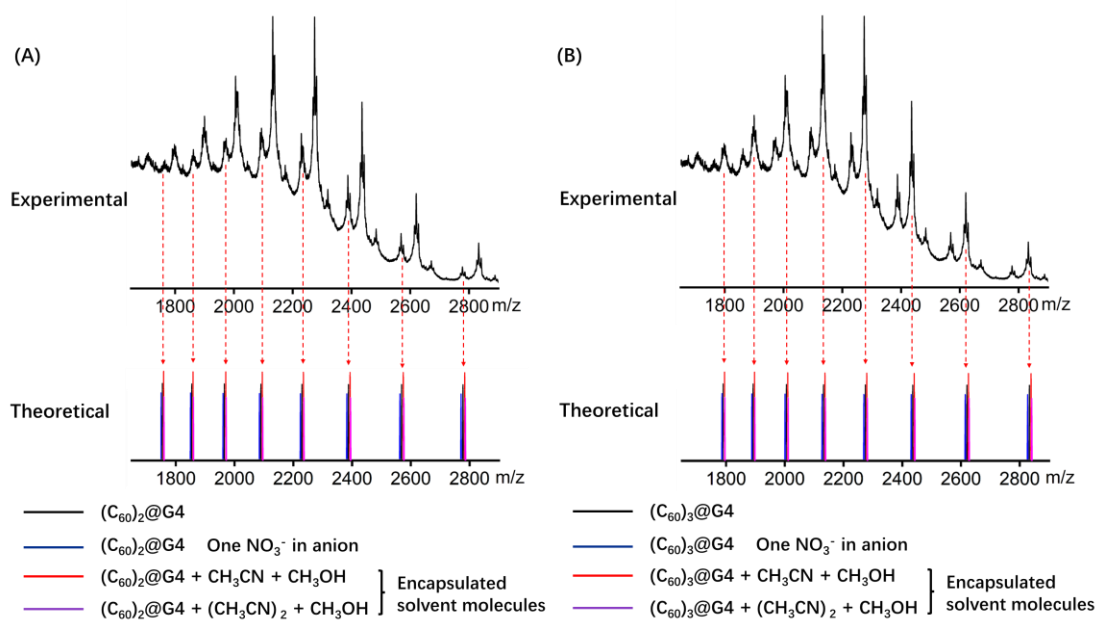 (A)
Experimental
1800 2000 2200 2400 2600 2800 m/z
Theoretical
1800 2000 2200 2400 2600 2800 m/z
(C₆₀)₂@G4
(C₆₀)₂@G4 One NO₃⁻ in anion
(C₆₀)₂@G4 + CH₃CN + CH₃OH
(C₆₀)₂@G4 + (CH₃CN)₂ + CH₃OH
Encapsulated
solvent molecules
(B)
Experimental
1800 2000 2200 2400 2600 2800 m/z
Theoretical
1800 2000 2200 2400 2600 2800 m/z
(C₆₀)₃@G4
(C₆₀)₃@G4 One NO₃⁻ in anion
(C₆₀)₃@G4 + CH₃CN + CH₃OH
(C₆₀)₃@G4 + (CH₃CN)₂ + CH₃OH
Encapsulated
solvent molecules